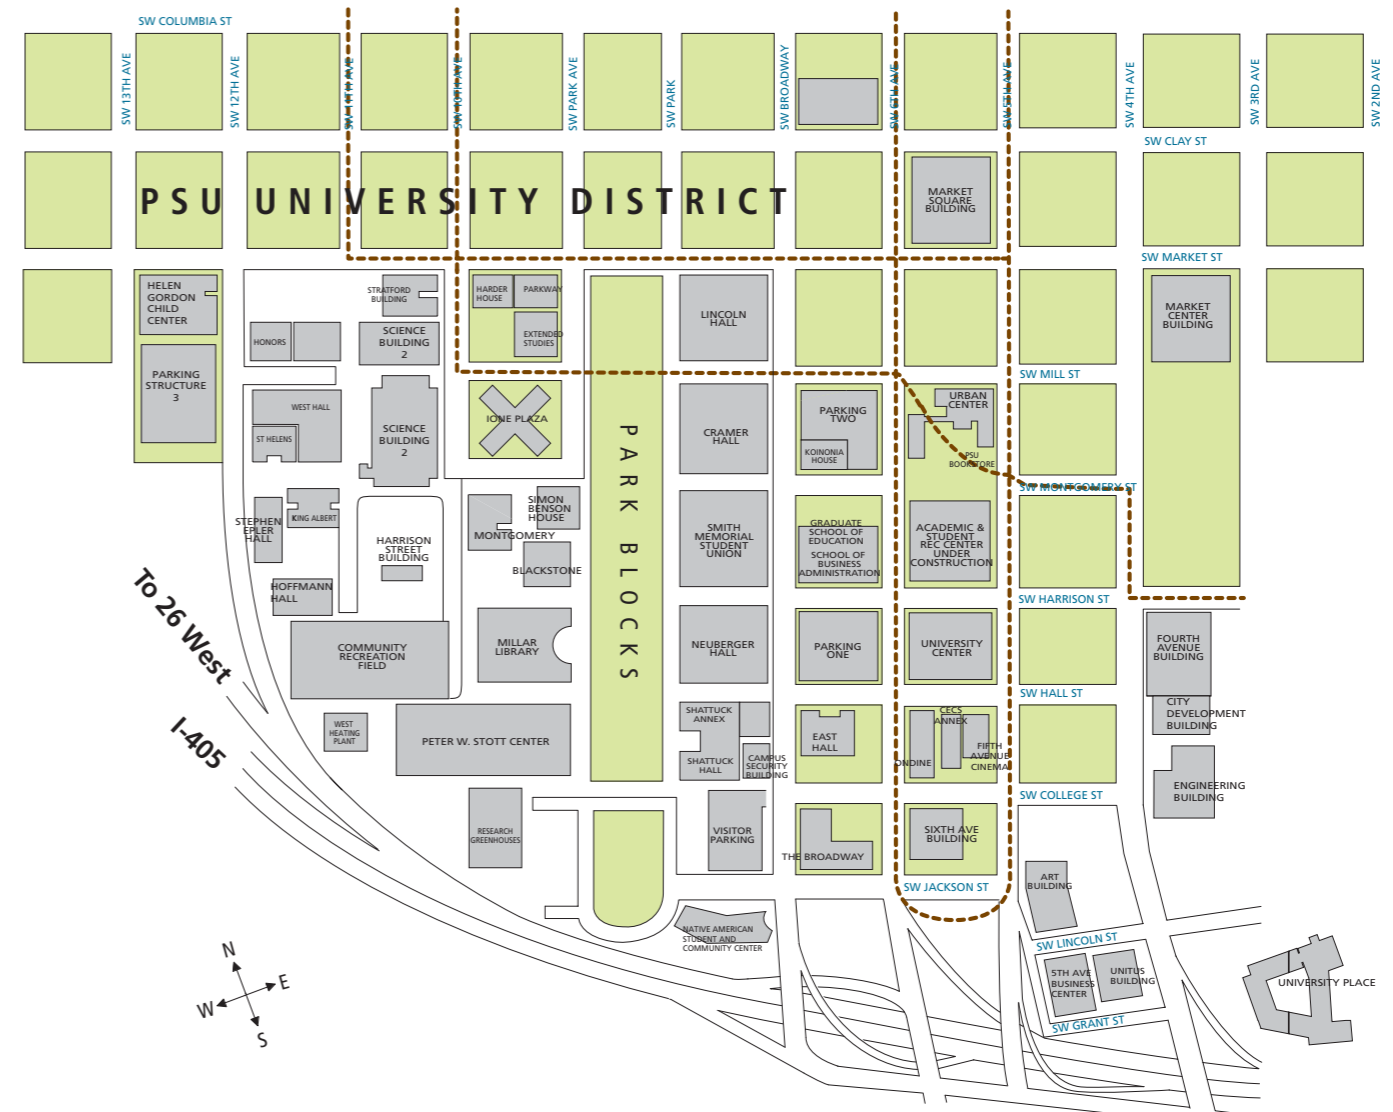 SW COLUMBIA ST
SW 13TH AVE
SW 12TH AVE
SW 11TH AVE
SW 10TH AVE
SW PARK AVE
SW PARK
SW BROADWAY
SW 6TH AVE
SW 5TH AVE
SW 4TH AVE
SW 3RD AVE
SW 2ND AVE
SW CLAY ST
PSU UNIVERSITY DISTRICT
MARKET
SQUARE
BUILDING
SW MARKET ST
HELEN
GORDON
CHILD
CENTER
STRATFORD
BUILDING
HARDER
HOUSE
PARKWAY
LINCOLN
HALL
MARKET
CENTER
BUILDING
HONORS
SCIENCE
BUILDING
2
EXTENDED
STUDIES
SW MILL ST
PARKING
STRUCTURE
3
WEST HALL
ST HELENS
SCIENCE
BUILDING
2
IONE PLAZA
PARK BLOCKS
CRAMER
HALL
PARKING
TWO
KOINONIA
HOUSE
URBAN
CENTER
PSU
BOOKSTORE
SW MONTGOMERY ST
STEPHEN
EPLER
HALL
KING ALBERT
HARRISON
STREET
BUILDING
SIMON
BENSON
HOUSE
MONTGOMERY
BLACKSTONE
SMITH
MEMORIAL
STUDENT
UNION
GRADUATE
SCHOOL OF
EDUCATION
SCHOOL OF
BUSINESS
ADMINISTRATION
ACADEMIC &
STUDENT
REC CENTER
UNDER
CONSTRUCTION
HOFFMANN
HALL
SW HARRISON ST
To 26 West
COMMUNITY
RECREATION
FIELD
MILLAR
LIBRARY
NEUBERGER
HALL
PARKING
ONE
UNIVERSITY
CENTER
FOURTH
AVENUE
BUILDING
SW HALL ST
I-405
WEST
HEATING
PLANT
PETER W. STOTT CENTER
SHATTUCK
ANNEX
SHATTUCK
HALL
CAMPUS
SECURITY
BUILDING
EAST
HALL
CECS
ANNEX
ONDINE
FIFTH
AVENUE
CINEMA
CITY
DEVELOPMENT
BUILDING
ENGINEERING
BUILDING
SW COLLEGE ST
RESEARCH
GREENHOUSES
VISITOR
PARKING
THE BROADWAY
SIXTH AVE
BUILDING
SW JACKSON ST
ART
BUILDING
NATIVE AMERICAN
STUDENT AND
COMMUNITY CENTER
SW LINCOLN ST
5TH AVE
BUSINESS
CENTER
UNITUS
BUILDING
UNIVERSITY PLACE
SW GRANT ST
N
E
W
S